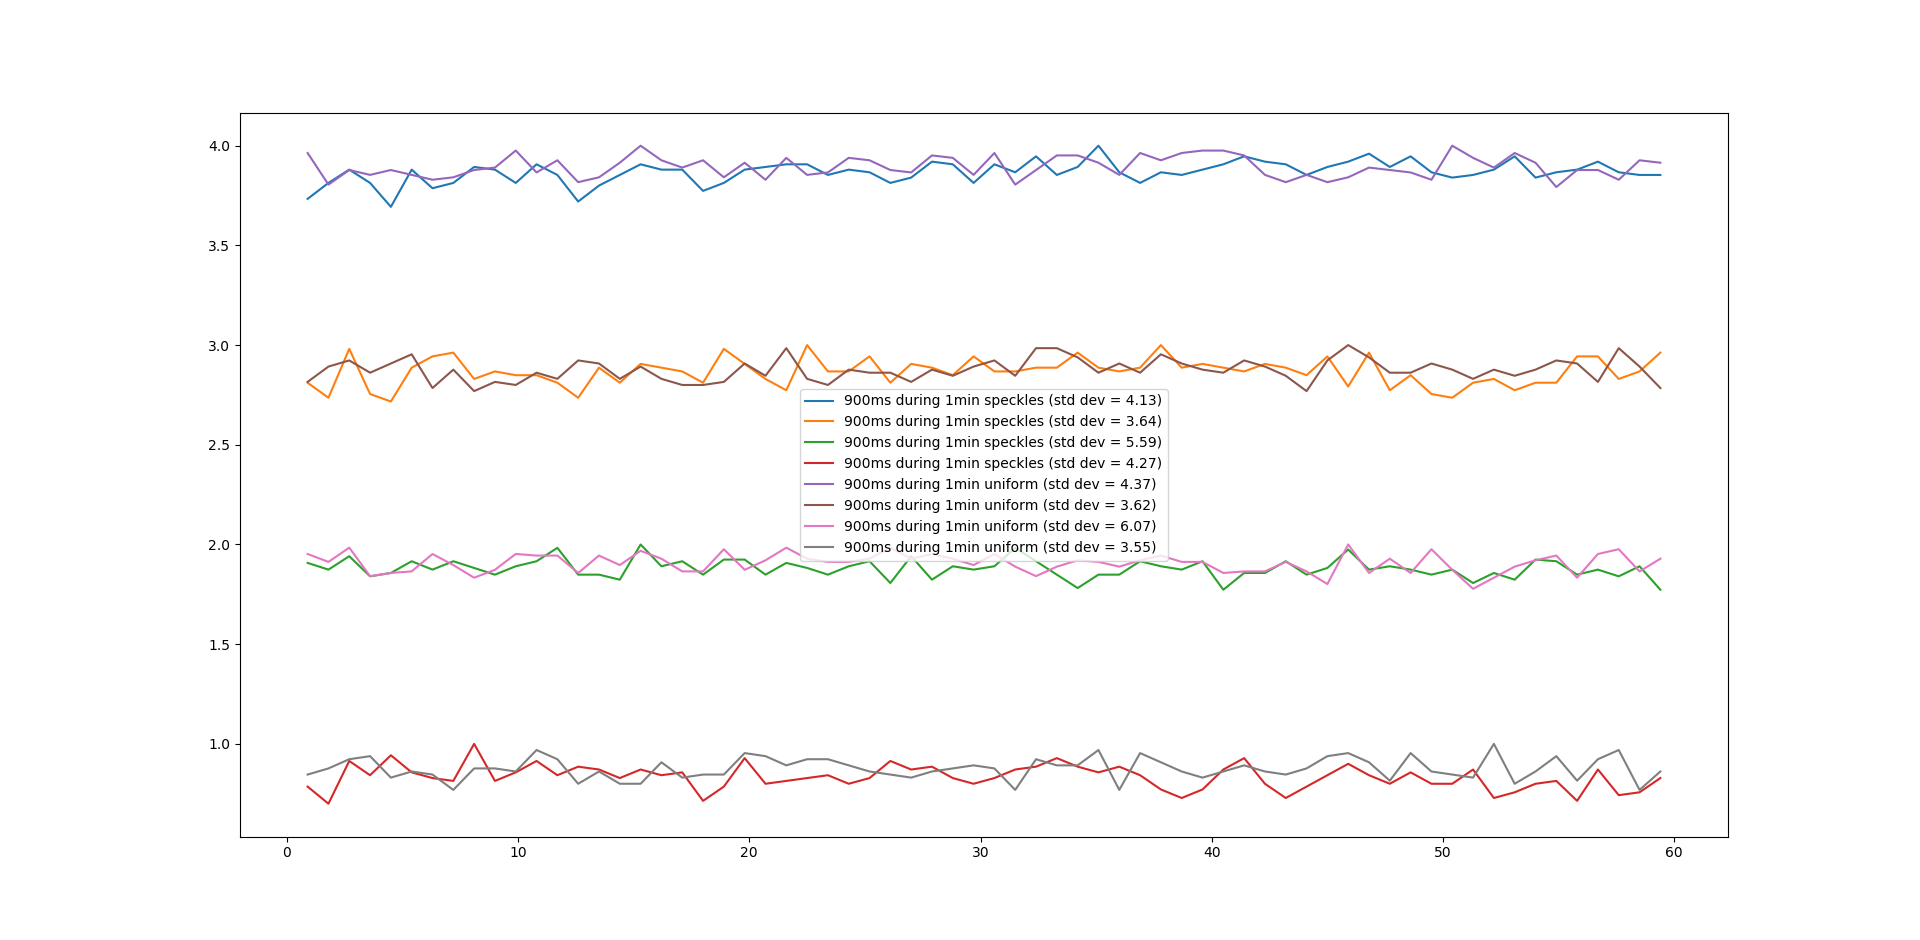 4.0
3.5
3.0
2.5
2.0
1.5
1.0
900ms during 1min speckles (std dev = 4.13)
900ms during 1min speckles (std dev = 3.64)
900ms during 1min speckles (std dev = 5.59)
900ms during 1min speckles (std dev = 4.27)
900ms during 1min uniform (std dev = 4.37)
900ms during 1min uniform (std dev = 3.62)
900ms during 1min uniform (std dev = 6.07)
900ms during 1min uniform (std dev = 3.55)
0 10 20 30 40 50 60